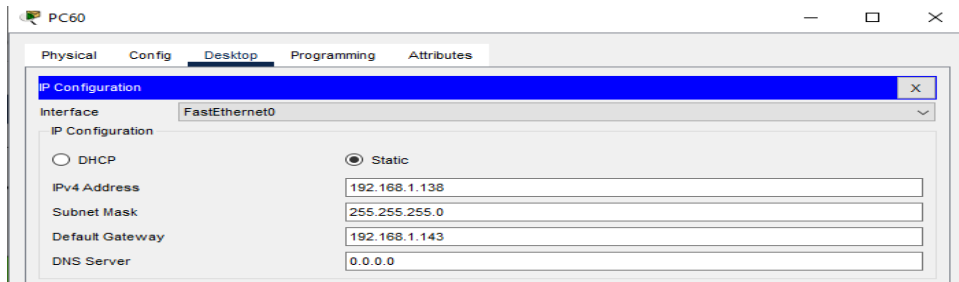 PC60
Physical Config Desktop Programming Attributes
IP Configuration X
Interface FastEthernet0
IP Configuration
DHCP Static
IPv4 Address 192.168.1.138
Subnet Mask 255.255.255.0
Default Gateway 192.168.1.143
DNS Server 0.0.0.0